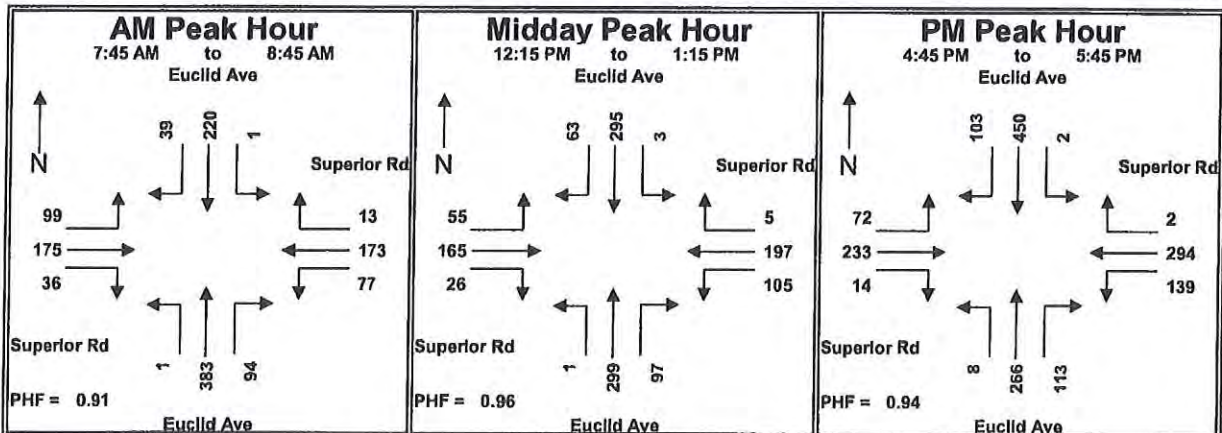 AM Peak Hour
7:45 AM to 8:45 AM
Euclid Ave
N
39 220 1
Superior Rd
99 13
175 173
36 77
Superior Rd
1 383 94
PHF = 0.91
Euclid Ave
Midday Peak Hour
12:15 PM to 1:15 PM
Euclid Ave
N
63 295 3
Superior Rd
55 5
165 197
26 105
Superior Rd
1 299 97
PHF = 0.96
Euclid Ave
PM Peak Hour
4:45 PM to 5:45 PM
Euclid Ave
N
103 450 2
Superior Rd
72 2
233 294
14 139
Superior Rd
8 266 113
PHF = 0.94
Euclid Ave